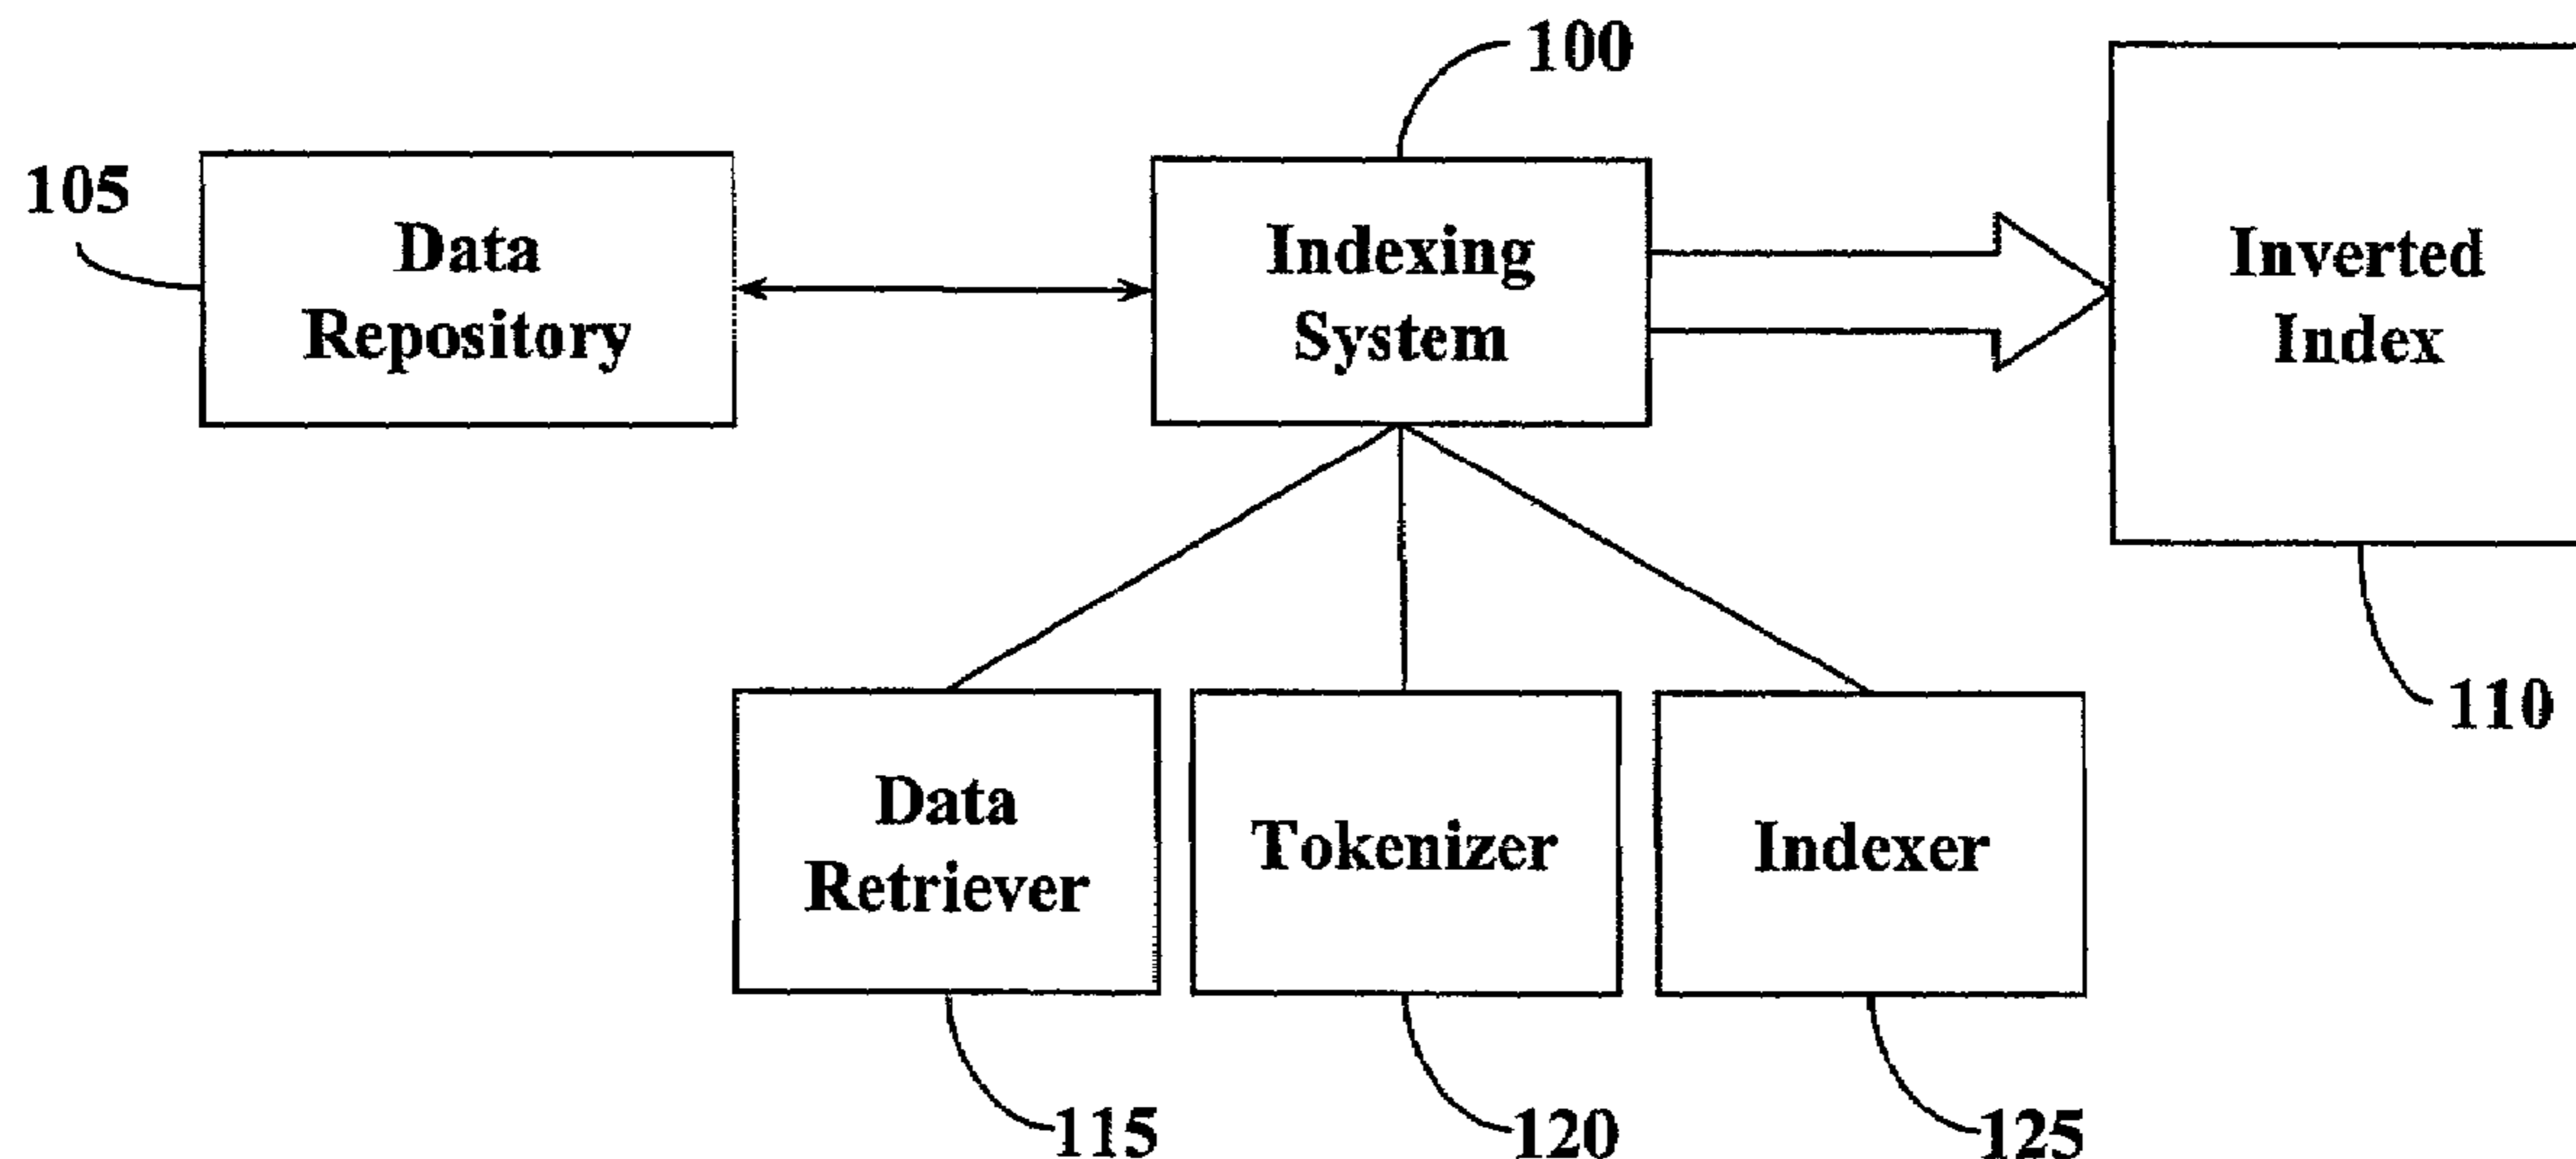 100
105
Data
Repository
Indexing
System
Inverted
Index
110
Data
Retriever
Tokenizer
Indexer
115
120
125